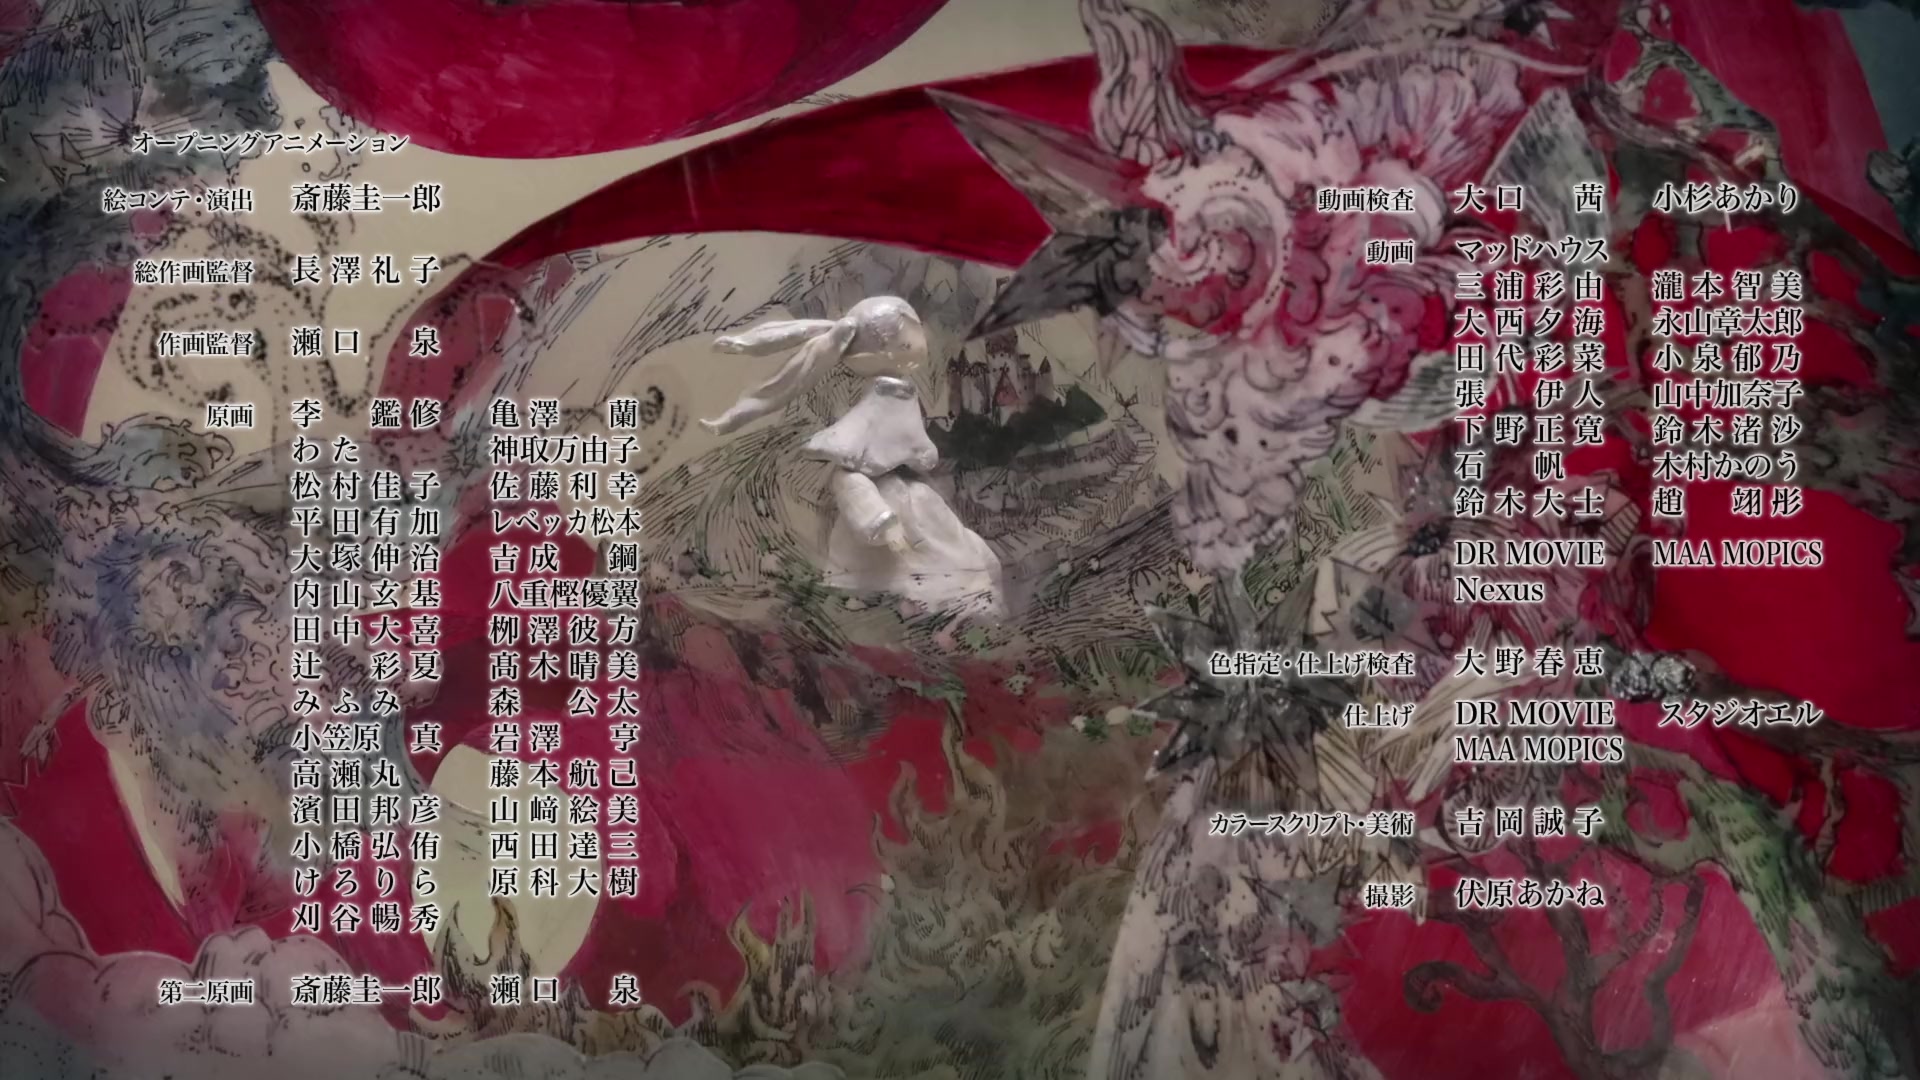 オープニングアニメーション
絵コンテ・演出 斎藤圭一郎
総作画監督 長澤礼子
作画監督 瀬口 泉
原画 李 鑑修 亀澤 蘭
わた 神取万由子
松村佳子 佐藤利幸
平田有加 レベッカ松本
大塚伸治 吉成 鋼
内山玄基 八重樫優翼
田中大喜 栁澤彼方
辻 彩夏 髙木晴美
みふみ 森 公太
小笠原 真 岩澤 亨
高瀬丸 藤本航己
濱田邦彦 山﨑絵美
小橋弘侑 西田達三
けろりら 原科大樹
刈谷暢秀
第二原画 斎藤圭一郎 瀬口 泉
動画検査 大口 茜 小杉あかり
動画 マッドハウス
三浦彩由 瀧本智美
大西夕海 永山章太郎
田代彩菜 小泉郁乃
張 伊人 山中加奈子
下野正寛 鈴木渚沙
石 帆 木村かのう
鈴木大士 趙 翊彤
DR MOVIE MAA MOPICS
Nexus
色指定・仕上げ検査 大野春恵
仕上げ DR MOVIE スタジオエル
MAA MOPICS
カラースクリプト・美術 吉岡誠子
撮影 伏原あかね